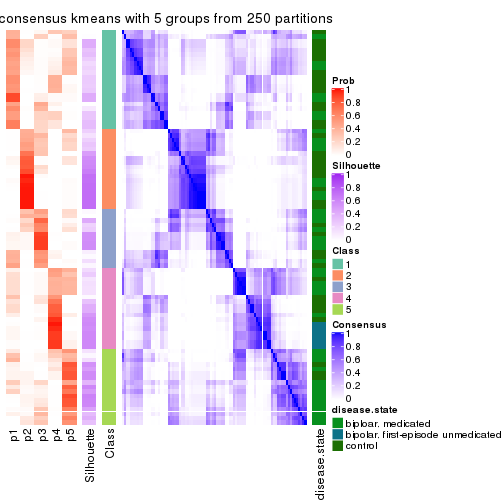 consensus kmeans with 5 groups from 250 partitions
Prob
1
0.8
0.6
0.4
0.2
0
Silhouette
1
0.8
0.6
0.4
0.2
0
Class
1
2
3
4
5
Consensus
1
0.8
0.6
0.4
0.2
0
disease.state
biploar. medicated
bipolar. first-episode unmedicated
control
p1
p2
p3
p4
p5
Silhouette
Class
disease.state